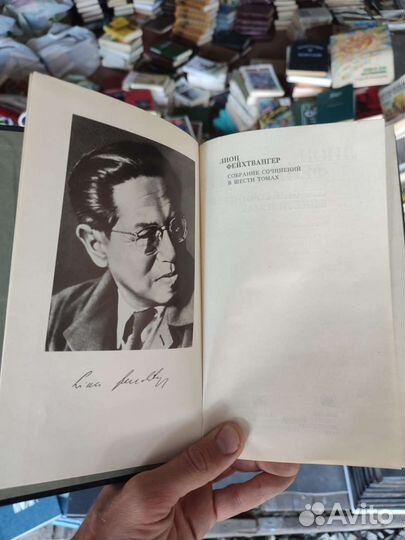 ЛИОН
ФЕЙХТВАНГЕР
СОБРАНИЕ СОЧИНЕНИЙ
В ШЕСТИ ТОМАХ
Avito